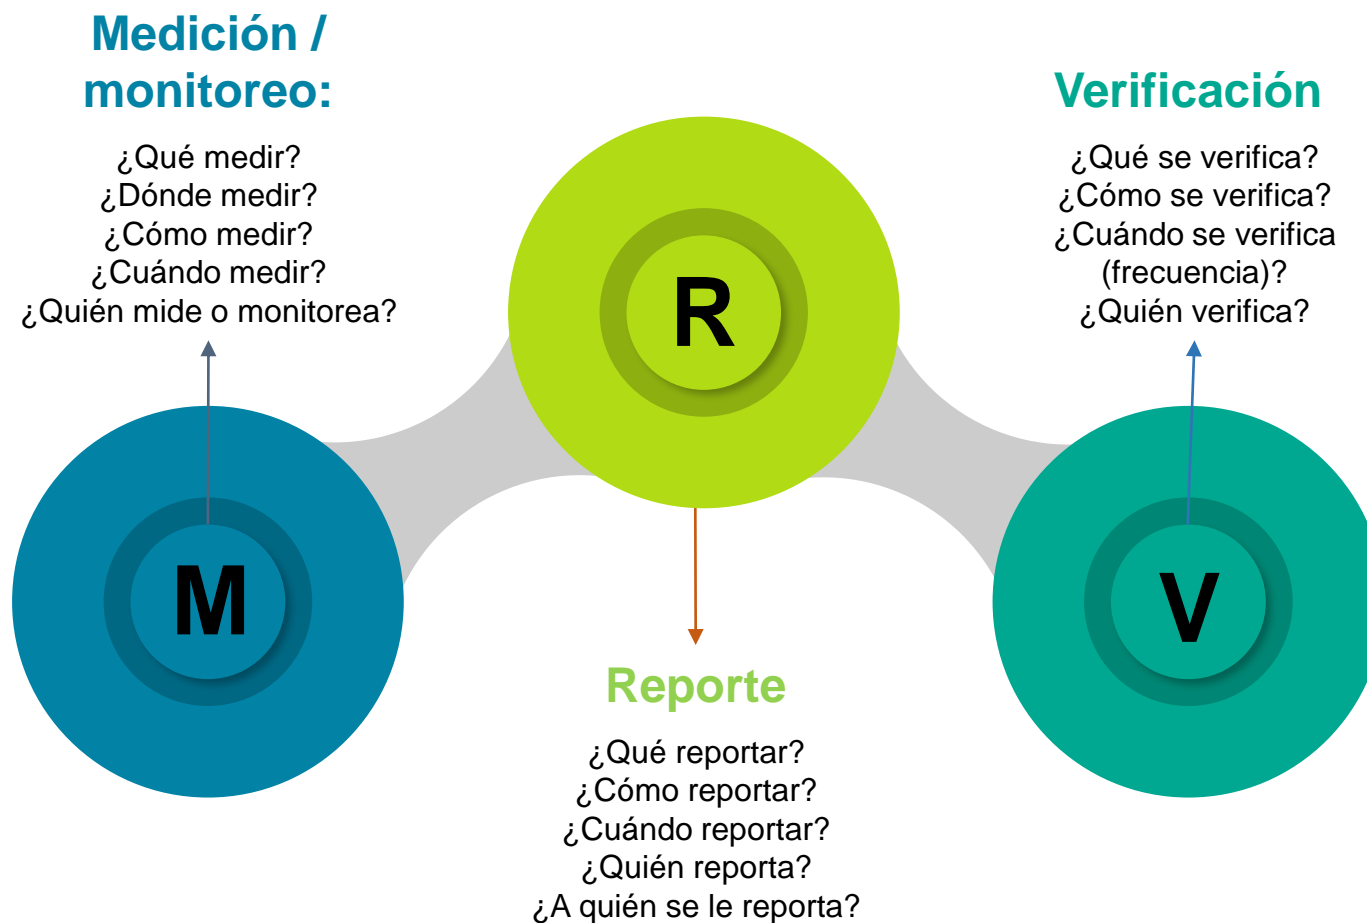 Medición /
monitoreo:
¿Qué medir?
¿Dónde medir?
¿Cómo medir?
¿Cuándo medir?
¿Quién mide o monitorea?
M
R
Reporte
¿Qué reportar?
¿Cómo reportar?
¿Cuándo reportar?
¿Quién reporta?
¿A quién se le reporta?
Verificación
¿Qué se verifica?
¿Cómo se verifica?
¿Cuándo se verifica
(frecuencia)?
¿Quién verifica?
V